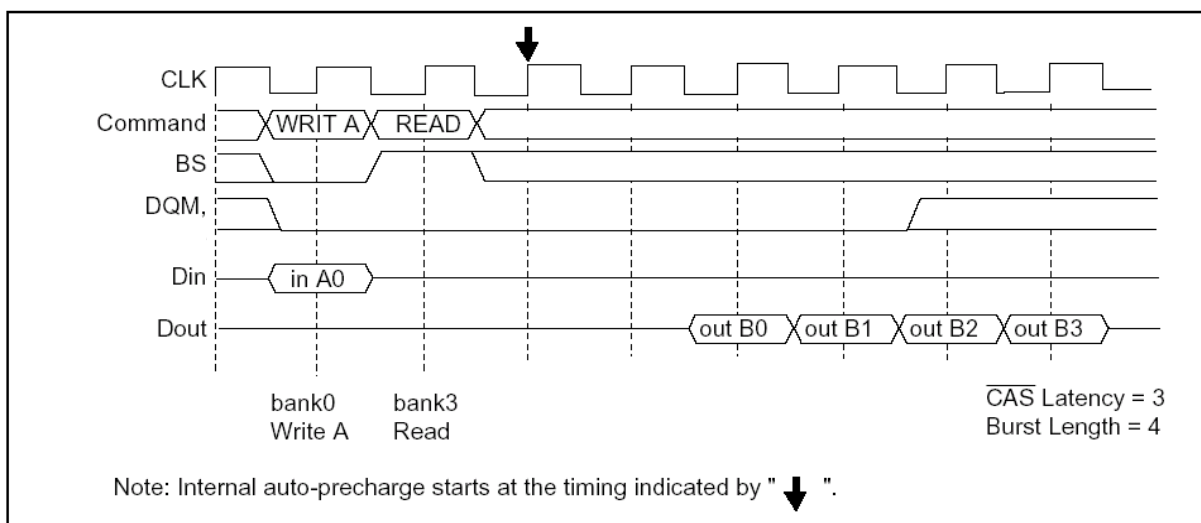 CLK
Command WRIT A READ
BS
DQM,
Din in A0
Dout out B0 out B1 out B2 out B3
bank0 bank3
Write A Read
CAS Latency = 3
Burst Length = 4
Note: Internal auto-precharge starts at the timing indicated by " ".